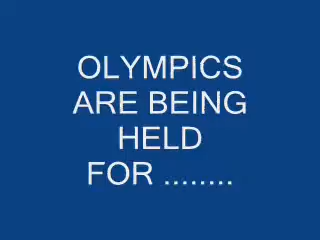 OLYMPICS
ARE BEING
HELD
FOR ........